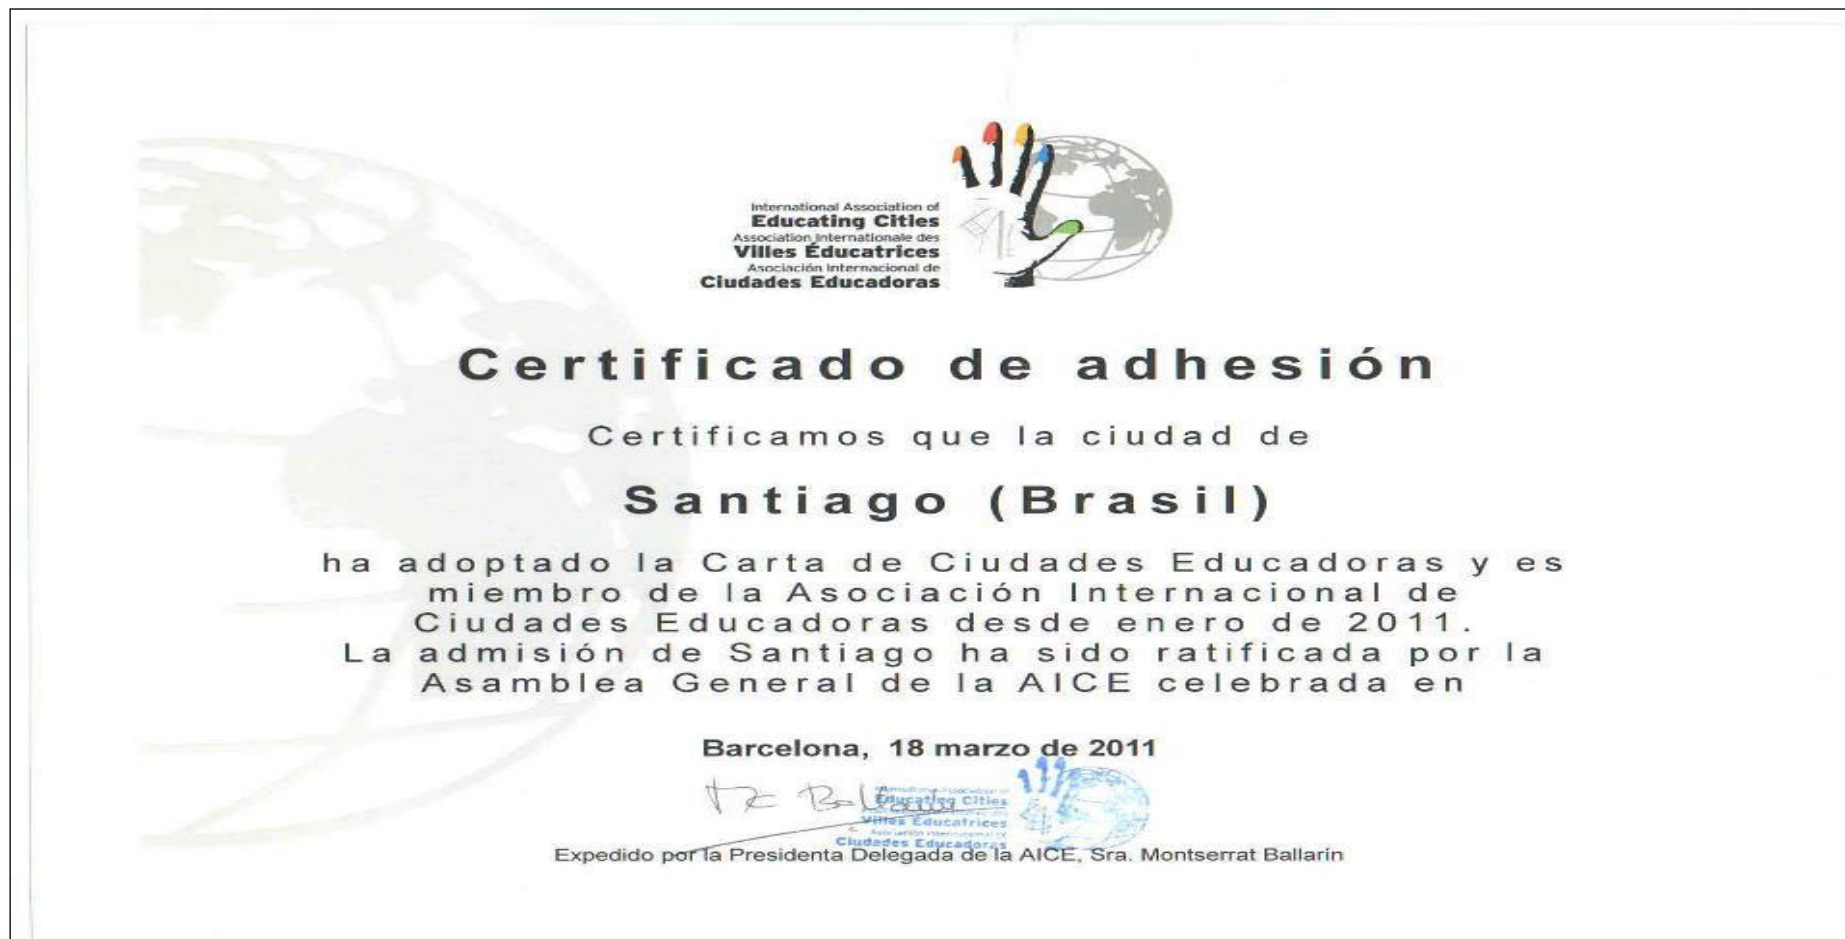 International Association of
Educating Cities
Association Internationale des
Villes Éducatrices
Asociación Internacional de
Ciudades Educadoras
Certificado de adhesión
Certificamos que la ciudad de
Santiago (Brasil)
ha adoptado la Carta de Ciudades Educadoras y es
miembro de la Asociación Internacional de
Ciudades Educadoras desde enero de 2011.
La admisión de Santiago ha sido ratificada por la
Asamblea General de la AICE celebrada en
Barcelona, 18 marzo de 2011
Educating Cities
Villes Éducatrices
Ciudades Educadoras
Expedido por la Presidenta Delegada de la AICE, Sra. Montserrat Ballarín